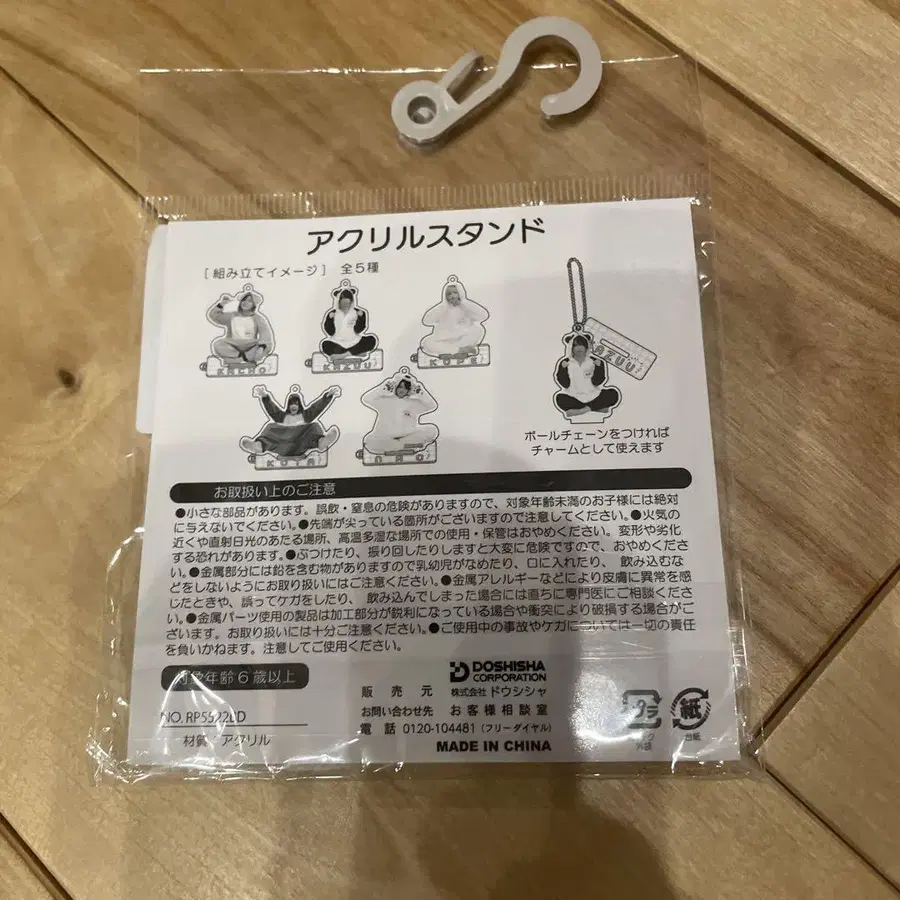 アクリルスタンド
［組み立てイメージ］ 全5種
KAZUU
KOPE
KOTA
AZUU
ボールチェーンをつければ
チャームとして使えます
お取扱い上のご注意
●小さな部品があります。誤飲・窒息の危険がありますので、対象年齢未満のお子様には絶対
に与えないでください。●先端が尖っている箇所がございますので注意してください。●火気の
近くや直射日光のあたる場所、高温多湿な場所での使用・保管はおやめください。変形や劣化
する恐れがあります。●ぶつけたり、振り回したりしますと大変に危険ですので、おやめくださ
い。●金属部分には鉛を含む物がありますので乳幼児がなめたり、口に入れたり、飲み込むな
どをしないようにお取り扱いにはご注意ください。●金属アレルギーなどにより皮膚に異常を感
じたときや、誤ってケガをしたり、飲み込んでしまった場合には直ちに専門医にご相談くださ
い。●金属パーツ使用の製品は加工部分が鋭利になっている場合や衝突により破損する場合がご
ざいます。お取り扱いには十分ご注意ください。●ご使用中の事故やケガについては一切の責任
を負いかねます。注意してご使用ください。
対象年齢6歳以上
DOSHISHA
CORPORATION
販売元 株式会社ドウシシャ
お問い合わせ先 お客様相談室
電話 0120-104481（フリーダイヤル）
MADE IN CHINA
材質 アクリル
プラ
外袋
紙
台紙